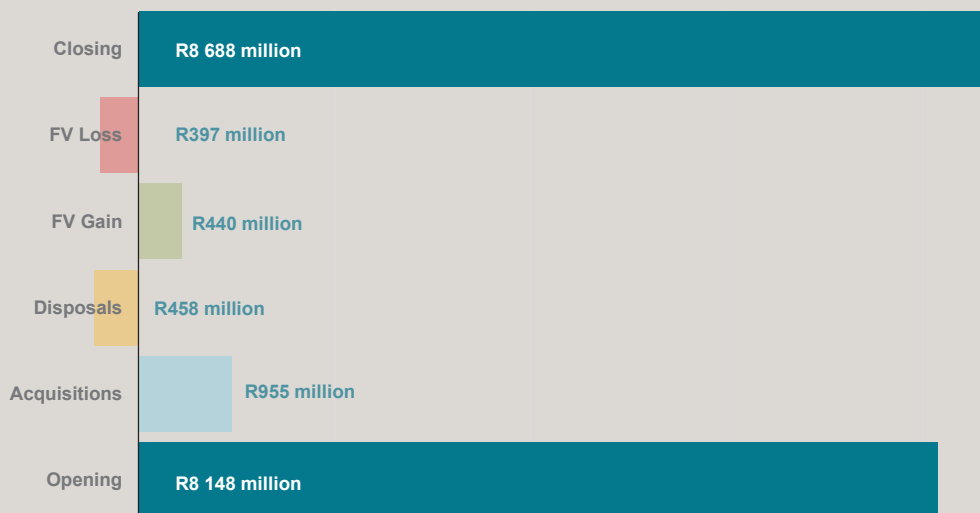 Closing R8 688 million
FV Loss R397 million
FV Gain R440 million
Disposals R458 million
Acquisitions R955 million
Opening R8 148 million